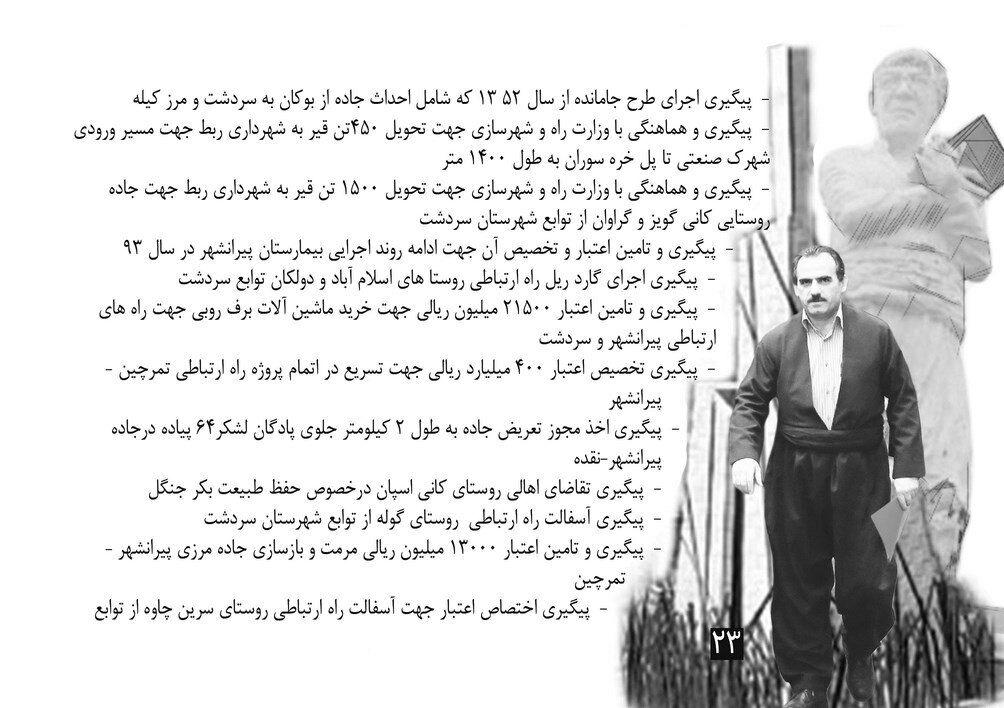 - پیگیری اجرای طرح جامانده از سال ۵۲ ۱۳ که شامل احداث جاده از بوکان به سردشت و مرز کیله
- پیگیری و هماهنگی با وزارت راه و شهرسازی جهت تحویل ۴۵۰تن قیر به شهرداری ربط جهت مسیر ورودی
شهرک صنعتی تا پل خره سوران به طول ۱۴۰۰ متر
- پیگیری و هماهنگی با وزارت راه و شهرسازی جهت تحویل ۱۵۰۰ تن قیر به شهرداری ربط جهت جاده
روستایی کانی گویز و گراوان از توابع شهرستان سردشت
- پیگیری و تامین اعتبار و تخصیص آن جهت ادامه روند اجرایی بیمارستان پیرانشهر در سال ۹۳
- پیگیری اجرای گارد ریل راه ارتباطی روستا های اسلام آباد و دولکان توابع سردشت
- پیگیری و تامین اعتبار ۲۱۵۰۰ میلیون ریالی جهت خرید ماشین آلات برف روبی جهت راه های
ارتباطی پیرانشهر و سردشت
- پیگیری تخصیص اعتبار ۴۰۰ میلیارد ریالی جهت تسریع در اتمام پروژه راه ارتباطی تمرچین -
پیرانشهر
- پیگیری اخذ مجوز تعریض جاده به طول ۲ کیلومتر جلوی پادگان لشکر۶۴ پیاده درجاده
پیرانشهر-نقده
- پیگیری تقاضای اهالی روستای کانی اسپان درخصوص حفظ طبیعت بکر جنگل
- پیگیری آسفالت راه ارتباطی روستای گوله از توابع شهرستان سردشت
- پیگیری و تامین اعتبار ۱۳۰۰۰ میلیون ریالی مرمت و بازسازی جاده مرزی پیرانشهر -
تمرچین
- پیگیری اختصاص اعتبار جهت آسفالت راه ارتباطی روستای سرین چاوه از توابع
۲۳